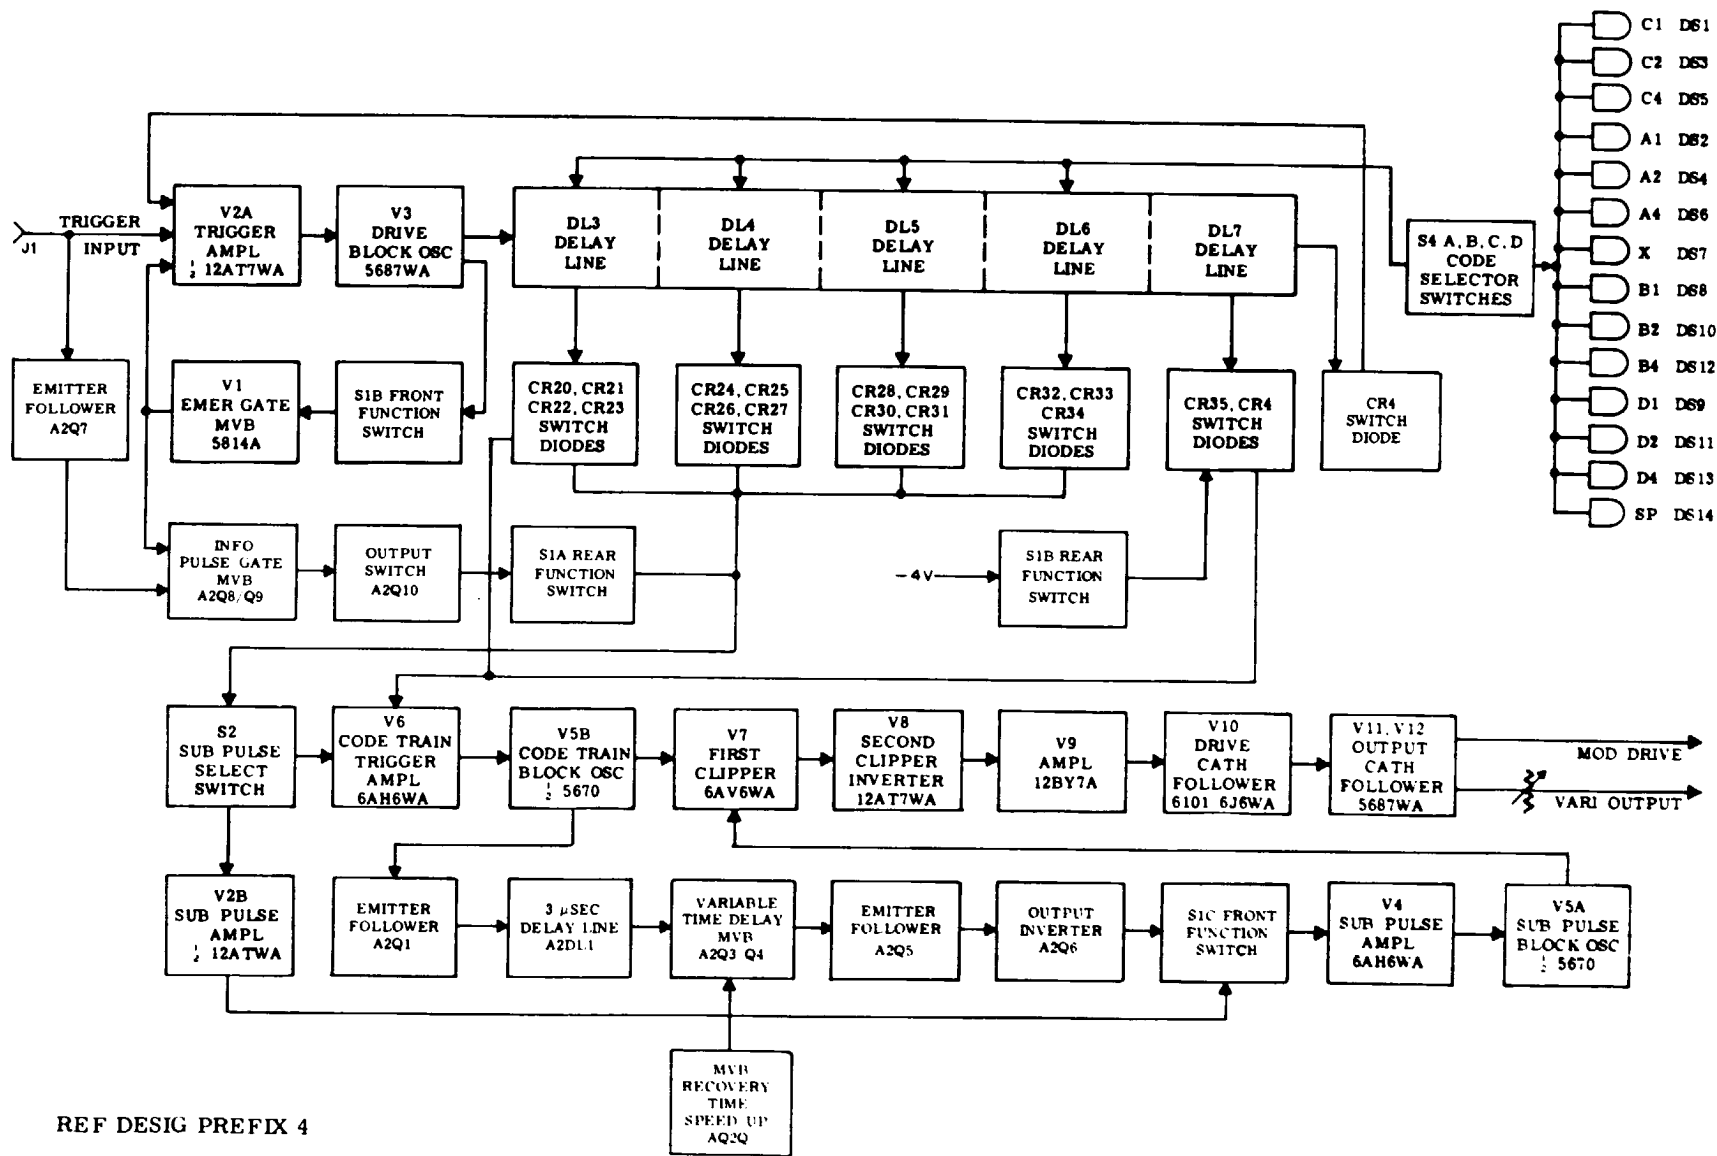 C1 DS1
C2 DS3
C4 DS5
A1 DS2
A2 DS4
A4 DS6
X DS7
B1 DS8
B2 DS10
B4 DS12
D1 DS9
D2 DS11
D4 DS13
SP DS14
J1
TRIGGER
INPUT
V2A
TRIGGER
AMPL
1/2 12AT7WA
V3
DRIVE
BLOCK OSC
5687WA
DL3
DELAY
LINE
DL4
DELAY
LINE
DL5
DELAY
LINE
DL6
DELAY
LINE
DL7
DELAY
LINE
S4 A, B, C, D
CODE
SELECTOR
SWITCHES
EMITTER
FOLLOWER
A2Q7
V1
EMER GATE
MVB
5814A
S1B FRONT
FUNCTION
SWITCH
CR20, CR21
CR22, CR23
SWITCH
DIODES
CR24, CR25
CR26, CR27
SWITCH
DIODES
CR28, CR29
CR30, CR31
SWITCH
DIODES
CR32, CR33
CR34
SWITCH
DIODES
CR35, CR4
SWITCH
DIODES
CR4
SWITCH
DIODE
INFO
PULSE GATE
MVB
A2Q8/Q9
OUTPUT
SWITCH
A2Q10
S1A REAR
FUNCTION
SWITCH
-4V
S1B REAR
FUNCTION
SWITCH
S2
SUB PULSE
SELECT
SWITCH
V6
CODE TRAIN
TRIGGER
AMPL
6AH6WA
V5B
CODE TRAIN
BLOCK OSC
1/2 5670
V7
FIRST
CLIPPER
6AV6WA
V8
SECOND
CLIPPER
INVERTER
12AT7WA
V9
AMPL
12BY7A
V10
DRIVE
CATH
FOLLOWER
6101 6J6WA
V11, V12
OUTPUT
CATH
FOLLOWER
5687WA
MOD DRIVE
VARI OUTPUT
V2B
SUB PULSE
AMPL
1/2 12ATWA
EMITTER
FOLLOWER
A2Q1
3 μSEC
DELAY LINE
A2DL1
VARIABLE
TIME DELAY
MVB
A2Q3 Q4
EMITTER
FOLLOWER
A2Q5
OUTPUT
INVERTER
A2Q6
S1C FRONT
FUNCTION
SWITCH
V4
SUB PULSE
AMPL
6AH6WA
V5A
SUB PULSE
BLOCK OSC
1/2 5670
MVB
RECOVERY
TIME
SPEED UP
AQ2Q
REF DESIG PREFIX 4